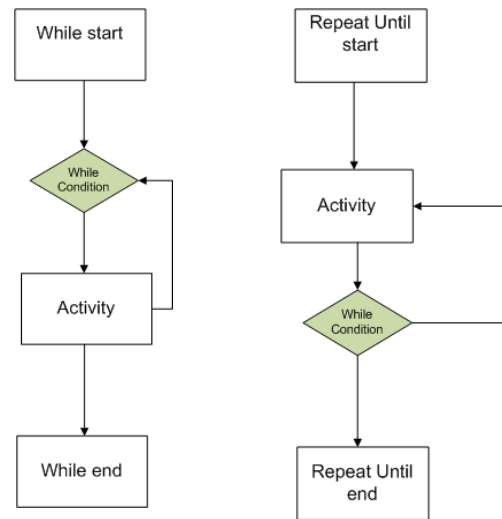 While start
While
Condition
Activity
While end
Repeat Until
start
Activity
While
Condition
Repeat Until
end